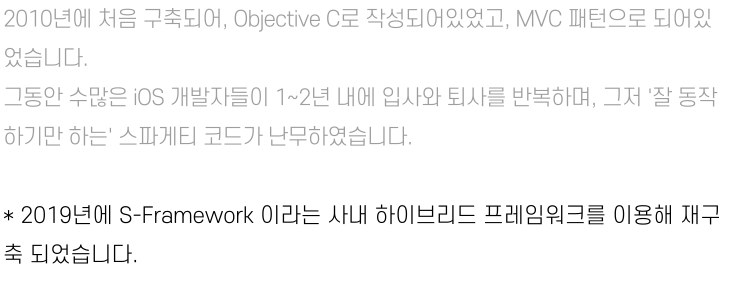 2010년에 처음 구축되어, Objective C로 작성되어있었고, MVC 패턴으로 되어있
었습니다.
그동안 수많은 iOS 개발자들이 1~2년 내에 입사와 퇴사를 반복하며, 그저 '잘 동작
하기만 하는' 스파게티 코드가 난무하였습니다.
* 2019년에 S-Framework 이라는 사내 하이브리드 프레임워크를 이용해 재구
축 되었습니다.